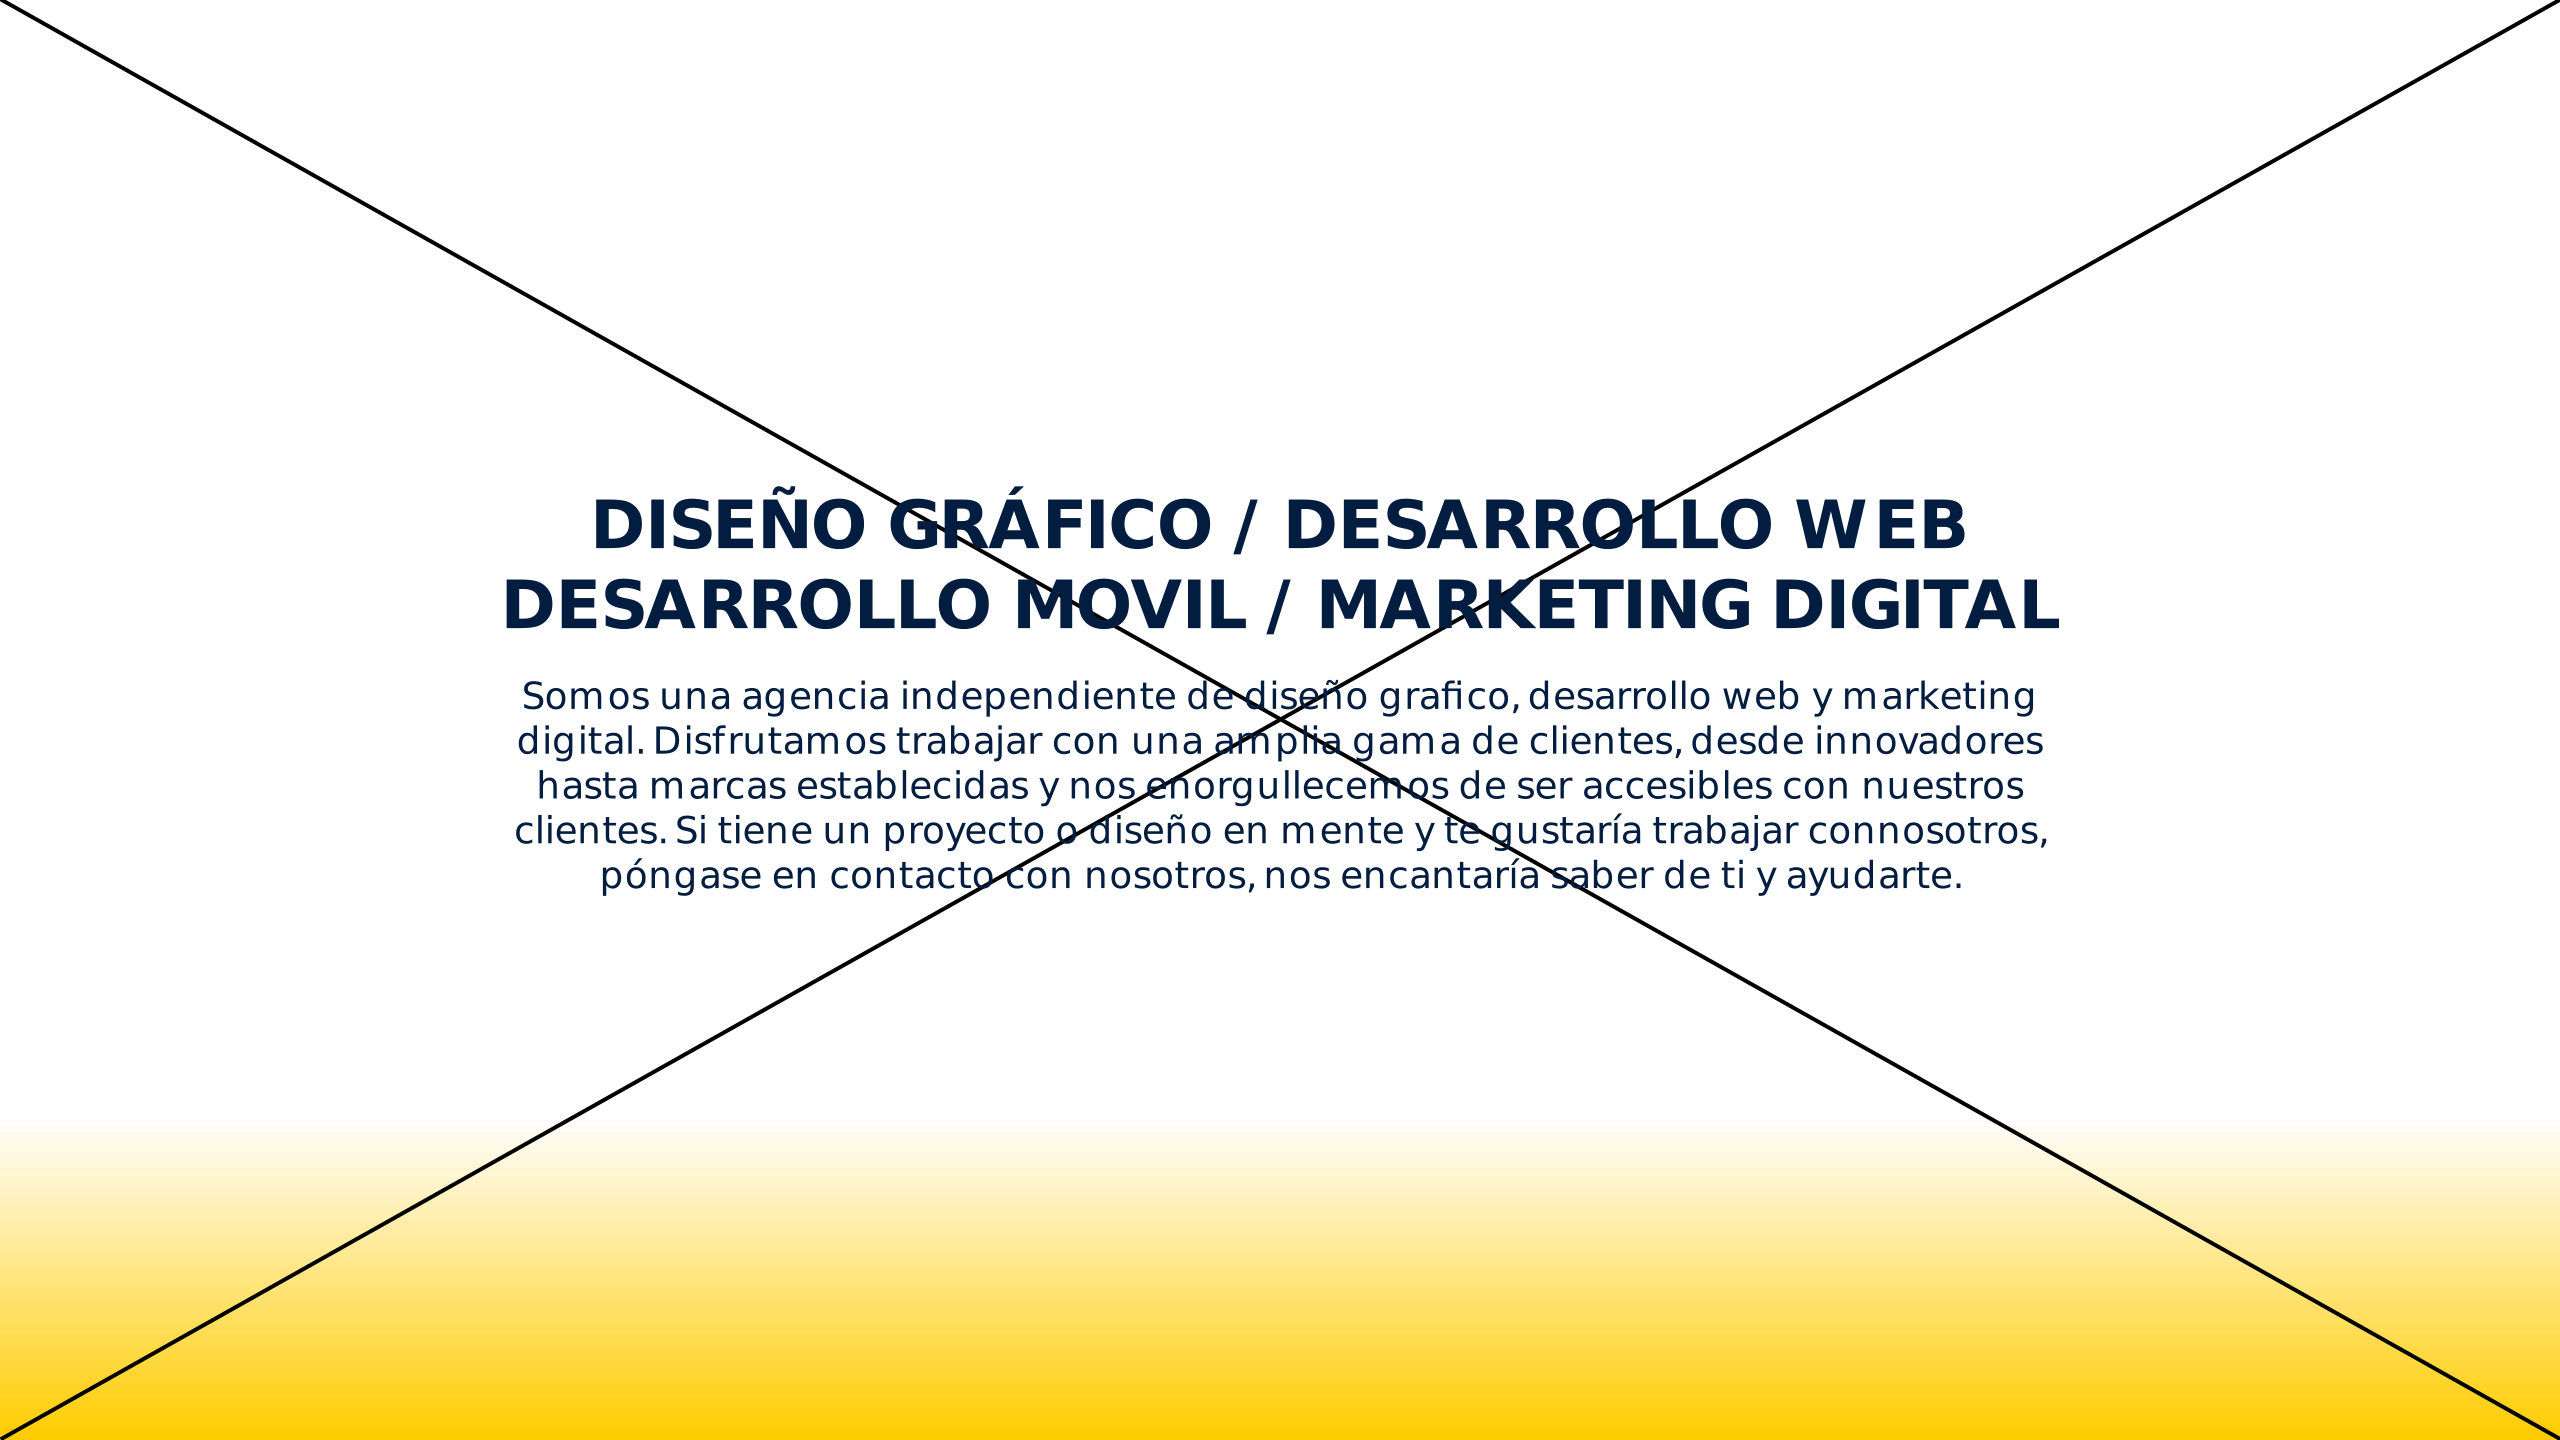 DISEÑO GRÁFICO / DESARROLLO WEB
DESARROLLO MOVIL / MARKETING DIGITAL
Somos una agencia independiente de diseño grafico, desarrollo web y marketing
digital. Disfrutamos trabajar con una amplia gama de clientes, desde innovadores
hasta marcas establecidas y nos enorgullecemos de ser accesibles con nuestros
clientes. Si tiene un proyecto o diseño en mente y te gustaría trabajar connosotros,
póngase en contacto con nosotros, nos encantaría saber de ti y ayudarte.